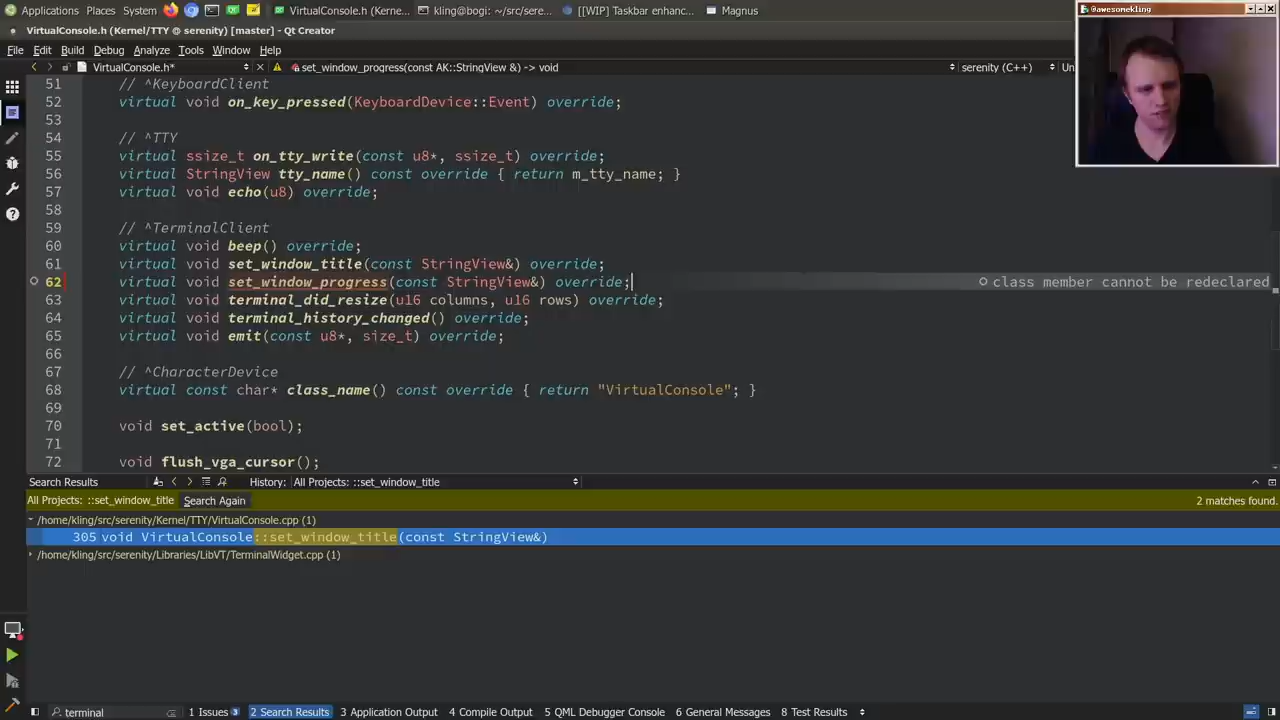 Applications Places System VirtualConsole.h (Kerne... kling@bogi: ~/src/sere... [WIP] Taskbar enhanc... Magnus
@awesomekling
VirtualConsole.h (Kernel/TTY @ serenity) [master] - Qt Creator
File Edit Build Debug Analyze Tools Window Help
VirtualConsole.h* set_window_progress(const AK::StringView &) -> void serenity (C++)
51 // ^KeyboardClient
52 virtual void on_key_pressed(KeyboardDevice::Event) override;
53
54 // ^TTY
55 virtual ssize_t on_tty_write(const u8*, ssize_t) override;
56 virtual StringView tty_name() const override { return m_tty_name; }
57 virtual void echo(u8) override;
58
59 // ^TerminalClient
60 virtual void beep() override;
61 virtual void set_window_title(const StringView&) override;
62 virtual void set_window_progress(const StringView&) override; class member cannot be redeclared
63 virtual void terminal_did_resize(u16 columns, u16 rows) override;
64 virtual void terminal_history_changed() override;
65 virtual void emit(const u8*, size_t) override;
66
67 // ^CharacterDevice
68 virtual const char* class_name() const override { return "VirtualConsole"; }
69
70 void set_active(bool);
71
72 void flush_vga_cursor();
Search Results History: All Projects: ::set_window_title
All Projects: ::set_window_title Search Again 2 matches found.
/home/kling/src/serenity/Kernel/TTY/VirtualConsole.cpp (1)
305 void VirtualConsole::set_window_title(const StringView&)
/home/kling/src/serenity/Libraries/LibVT/TerminalWidget.cpp (1)
terminal 1 Issues 3 2 Search Results 3 Application Output 4 Compile Output 5 QML Debugger Console 6 General Messages 8 Test Results